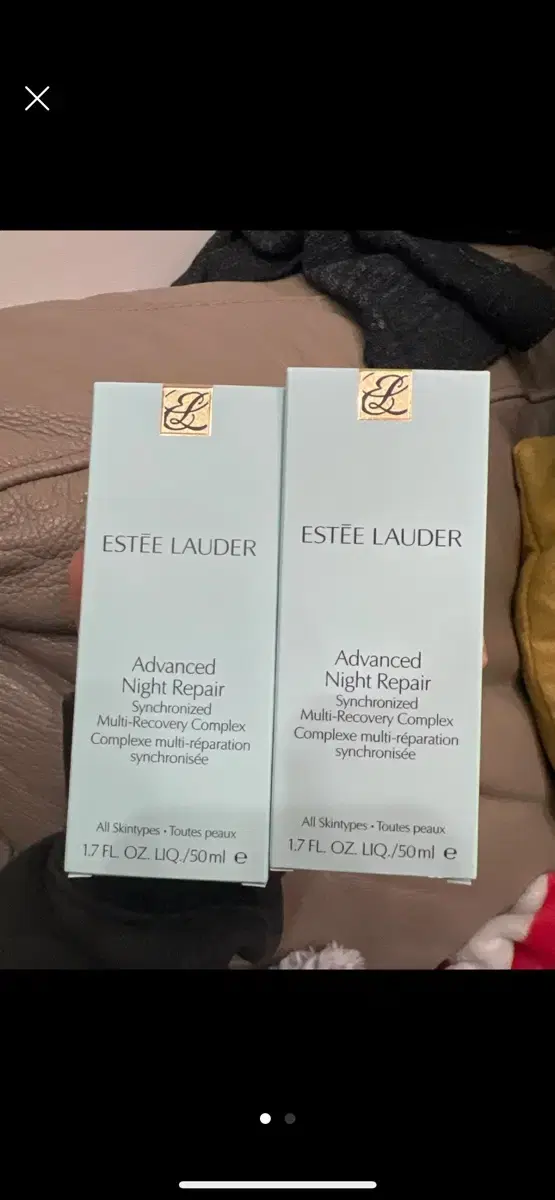 ESTĒE LAUDER
Advanced
Night Repair
Synchronized
Multi-Recovery Complex
Complexe multi-réparation
synchronisée
All Skintypes • Toutes peaux
1.7 FL. OZ. LIQ./50 ml e
ESTĒE LAUDER
Advanced
Night Repair
Synchronized
Multi-Recovery Complex
Complexe multi-réparation
synchronisée
All Skintypes • Toutes peaux
1.7 FL. OZ. LIQ./50 ml e